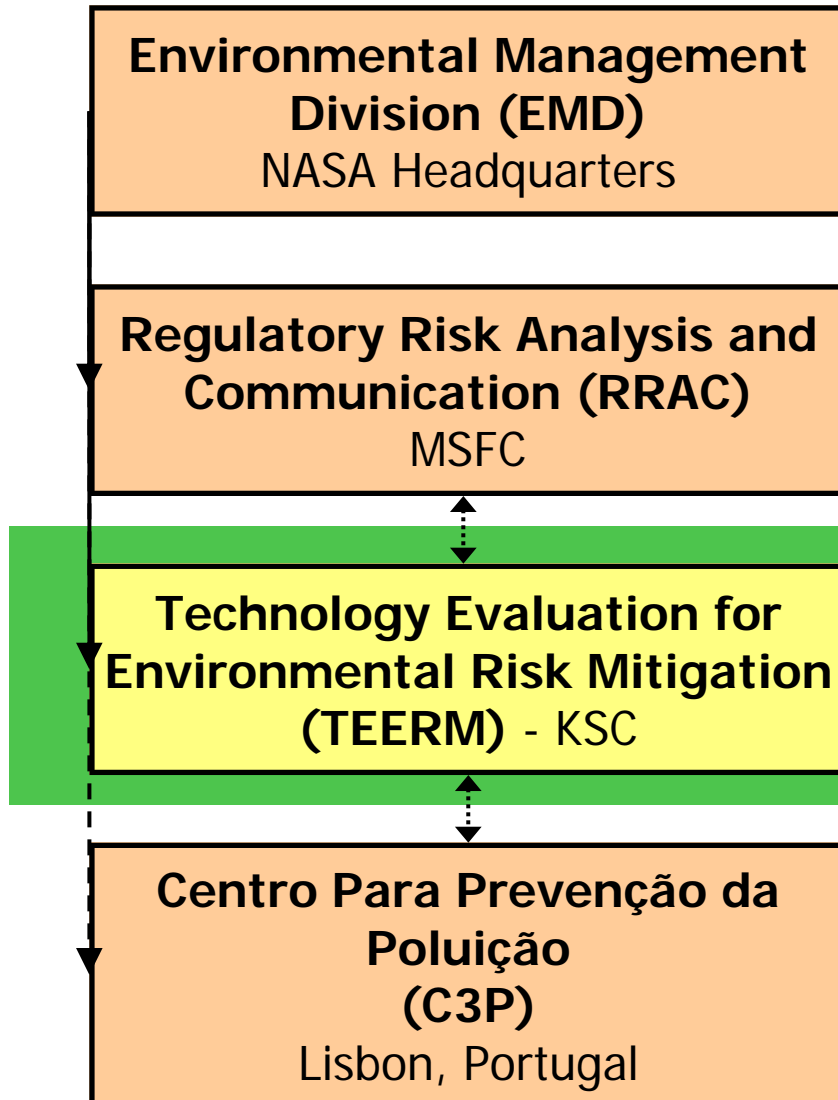 Environmental Management
Division (EMD)
NASA Headquarters
Regulatory Risk Analysis and
Communication (RRAC)
MSFC
Technology Evaluation for
Environmental Risk Mitigation
(TEERM) - KSC
Centro Para Prevenção da
Poluição
(C3P)
Lisbon, Portugal